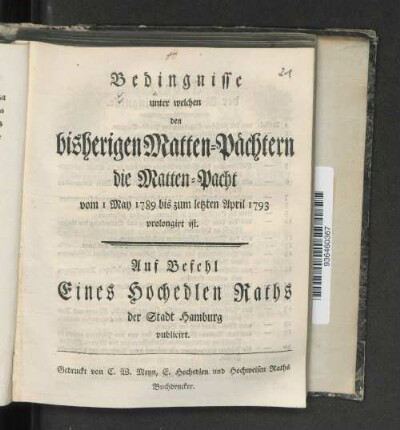 21
Bedingnisse
unter welchen
den
bisherigen Matten-Pächtern
die Matten-Pacht
vom 1 May 1789 bis zum letzten April 1793
prolongirt ist.
Auf Befehl
Eines Hochedlen Raths
der Stadt Hamburg
publicirt.
Gedruckt von C. W. Meyn, E. Hochedlen und Hochweisen Raths
Buchdrucker.
936460367